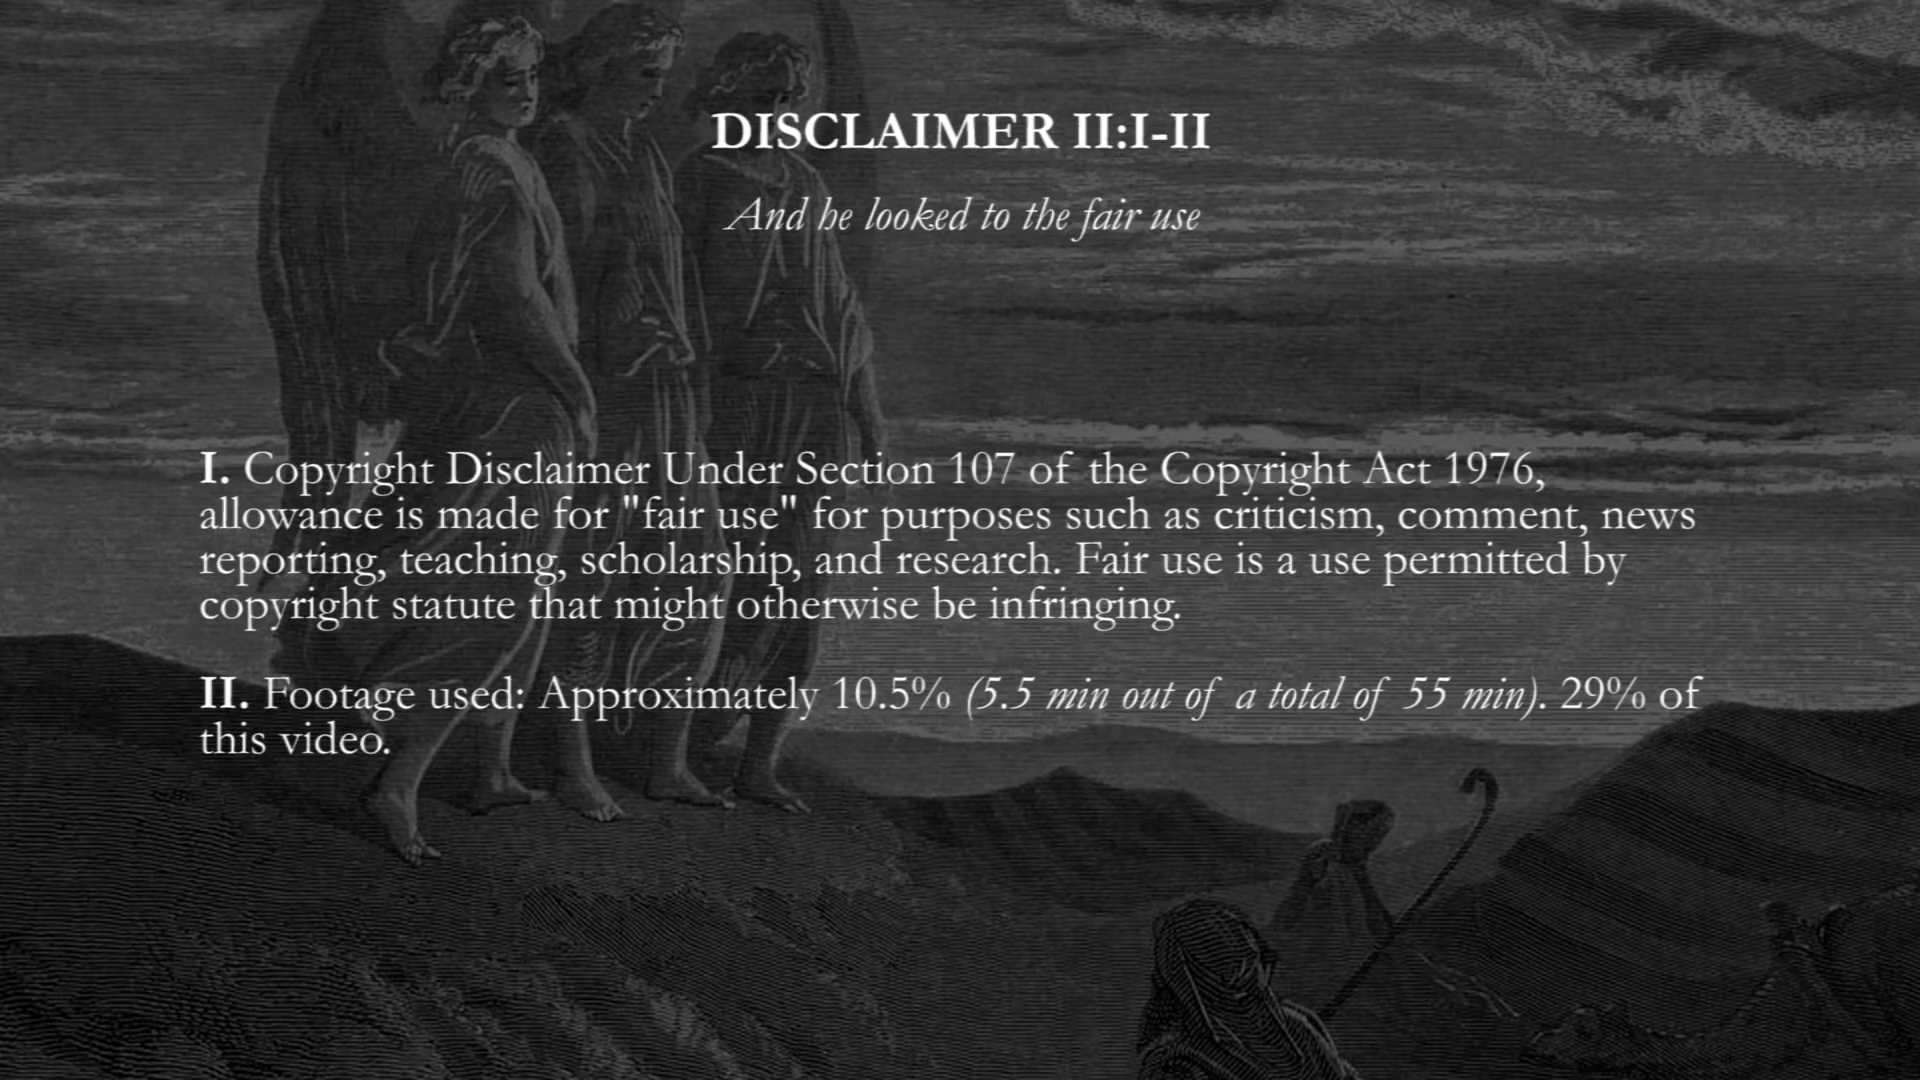 DISCLAIMER II:I-II
And he looked to the fair use
I. Copyright Disclaimer Under Section 107 of the Copyright Act 1976,
allowance is made for "fair use" for purposes such as criticism, comment, news
reporting, teaching, scholarship, and research. Fair use is a use permitted by
copyright statute that might otherwise be infringing.
II. Footage used: Approximately 10.5% (5.5 min out of a total of 55 min). 29% of
this video.